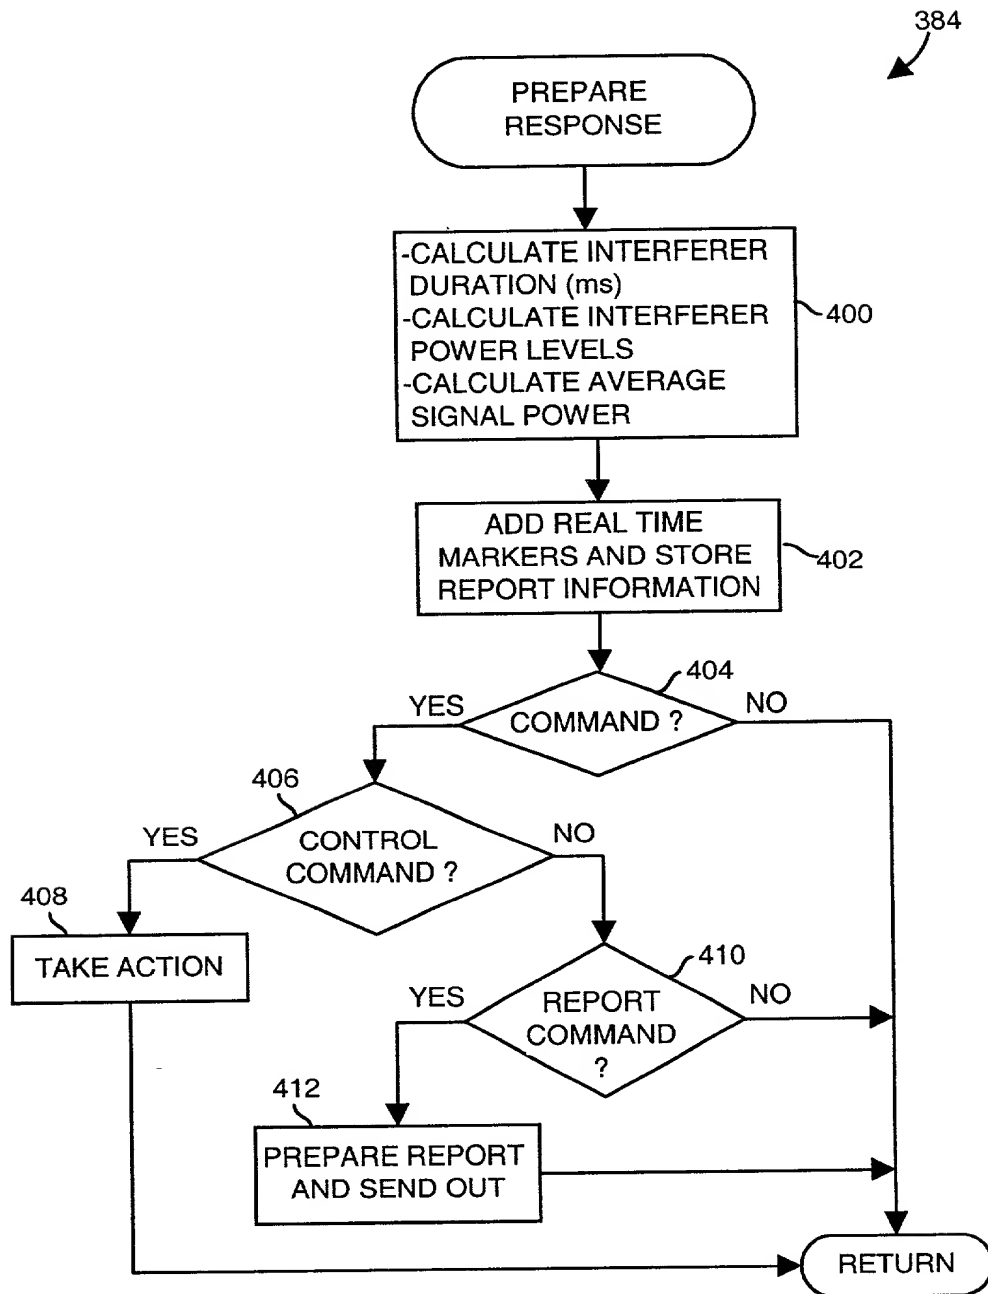 384
PREPARE
RESPONSE
-CALCULATE INTERFERER
DURATION (ms)
-CALCULATE INTERFERER
POWER LEVELS
-CALCULATE AVERAGE
SIGNAL POWER
400
ADD REAL TIME
MARKERS AND STORE
REPORT INFORMATION
402
404
YES
COMMAND ?
NO
406
YES
CONTROL
COMMAND ?
NO
408
TAKE ACTION
410
YES
REPORT
COMMAND
?
NO
412
PREPARE REPORT
AND SEND OUT
RETURN